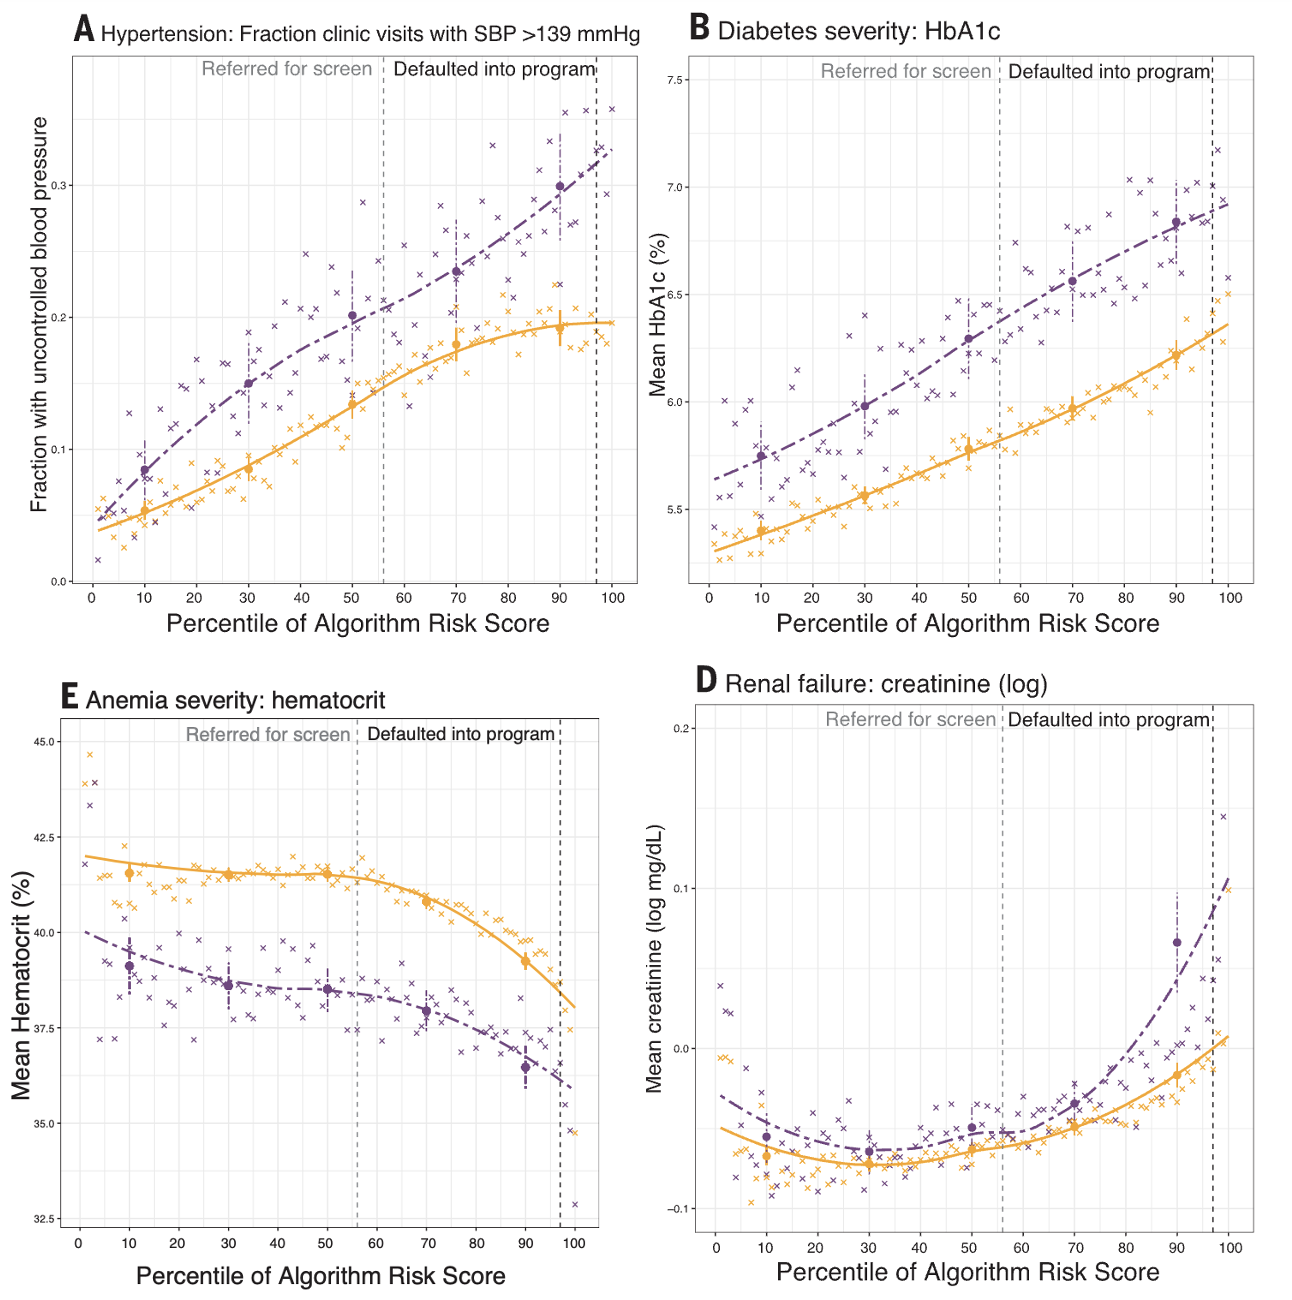 A Hypertension: Fraction clinic visits with SBP >139 mmHg
Referred for screen
Defaulted into program
Fraction with uncontrolled blood pressure
0.3
0.2
0.1
0.0
0 10 20 30 40 50 60 70 80 90 100
Percentile of Algorithm Risk Score
B Diabetes severity: HbA1c
Referred for screen
Defaulted into program
Mean HbA1c (%)
7.5
7.0
6.5
6.0
5.5
0 10 20 30 40 50 60 70 80 90 100
Percentile of Algorithm Risk Score
E Anemia severity: hematocrit
Referred for screen
Defaulted into program
Mean Hematocrit (%)
45.0
42.5
40.0
37.5
35.0
32.5
0 10 20 30 40 50 60 70 80 90 100
Percentile of Algorithm Risk Score
D Renal failure: creatinine (log)
Referred for screen
Defaulted into program
Mean creatinine (log mg/dL)
0.2
0.1
0.0
−0.1
0 10 20 30 40 50 60 70 80 90 100
Percentile of Algorithm Risk Score